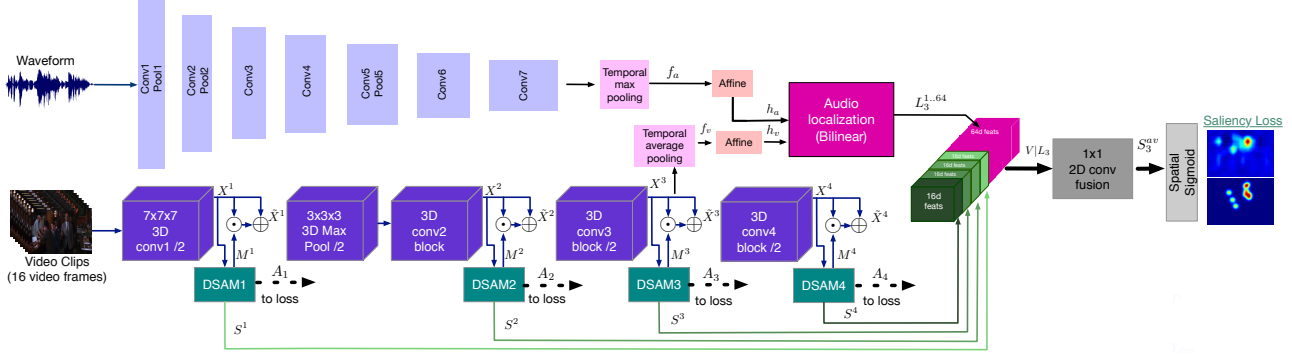 Waveform
Conv1
Pool1
Conv2
Pool2
Conv3
Conv4
Conv5
Pool5
Conv6
Conv7
Temporal
max
pooling
f_a
Affine
h_a
Temporal
average
pooling
f_v
Affine
h_v
Audio
localization
(Bilinear)
L_3^{1..64}
64d feats
16d feats
16d feats
16d feats
16d
feats
V|L_3
1x1
2D conv
fusion
S_3^{av}
Spatial
Sigmoid
Saliency Loss
Video Clips
(16 video frames)
7x7x7
3D
conv1 /2
X^1
X̃^1
M^1
3x3x3
3D Max
Pool /2
3D
conv2
block
X^2
X̃^2
M^2
3D
conv3
block /2
X^3
X̃^3
M^3
3D
conv4
block /2
X^4
X̃^4
M^4
DSAM1
A_1
to loss
DSAM2
A_2
to loss
DSAM3
A_3
to loss
DSAM4
A_4
to loss
S^1
S^2
S^3
S^4